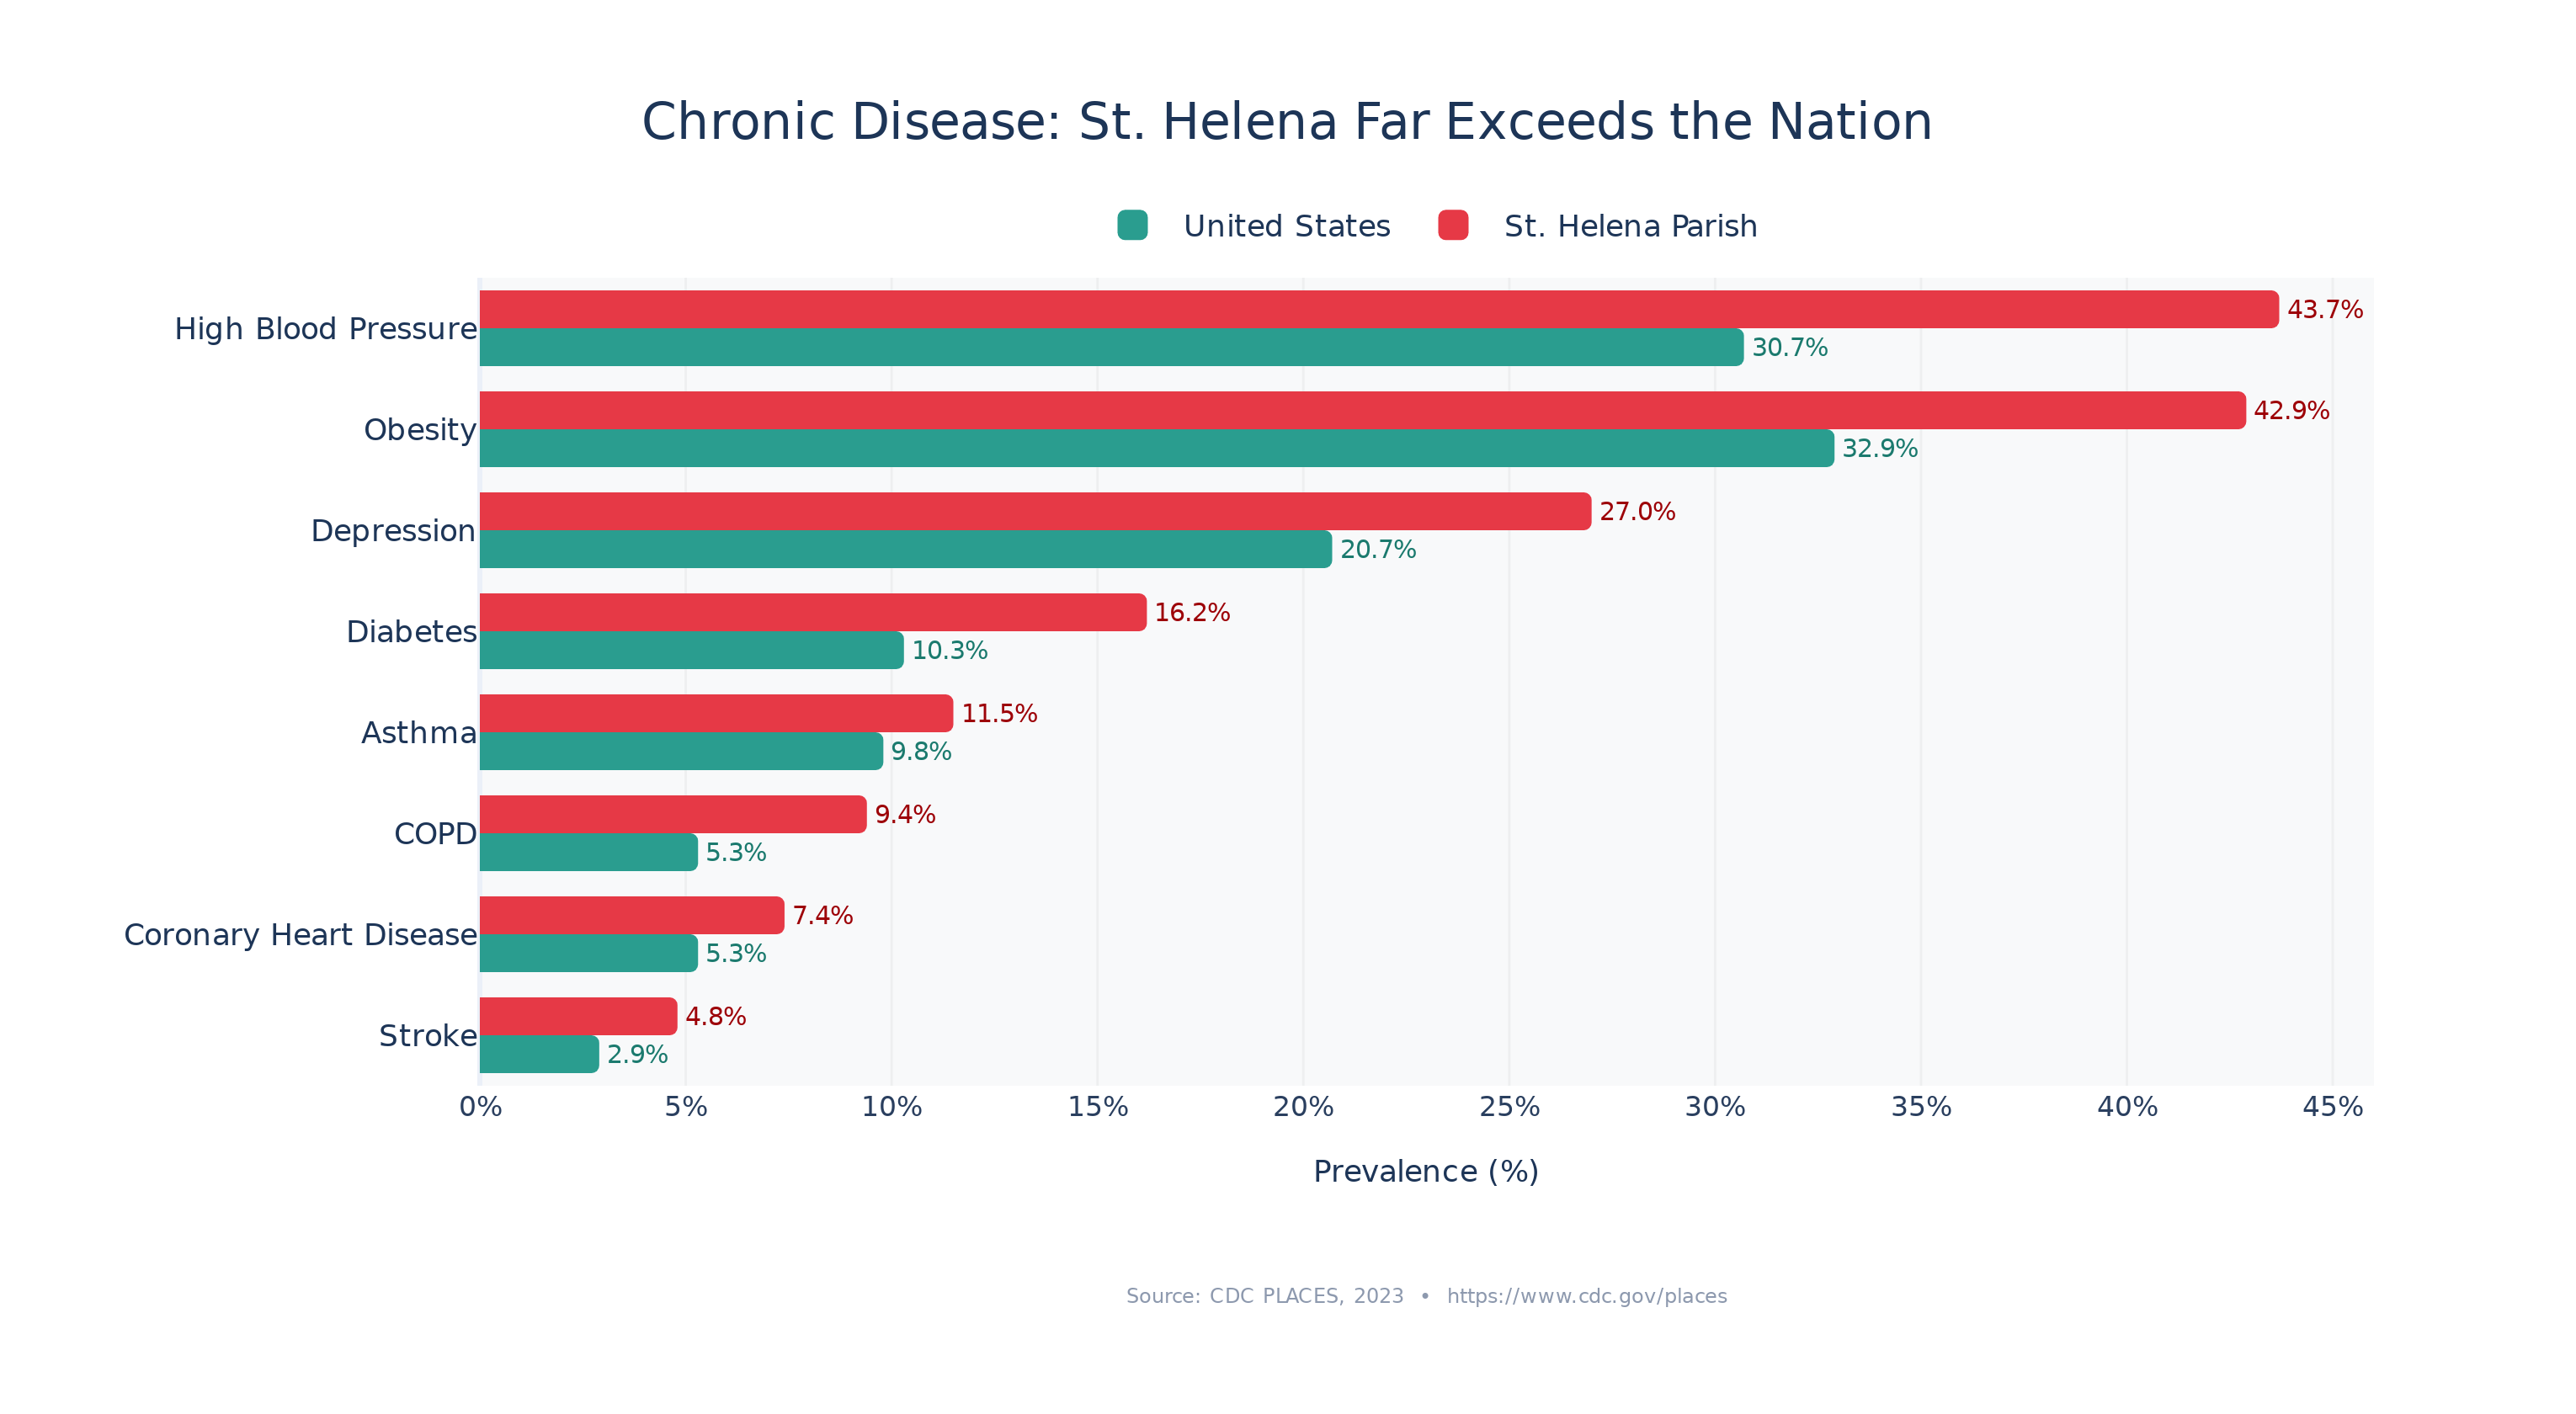 Chronic Disease: St. Helena Far Exceeds the Nation
United States St. Helena Parish
High Blood Pressure
43.7%
30.7%
Obesity
42.9%
32.9%
Depression
27.0%
20.7%
Diabetes
16.2%
10.3%
Asthma
11.5%
9.8%
COPD
9.4%
5.3%
Coronary Heart Disease
7.4%
5.3%
Stroke
4.8%
2.9%
0% 5% 10% 15% 20% 25% 30% 35% 40% 45%
Prevalence (%)
Source: CDC PLACES, 2023 • https://www.cdc.gov/places